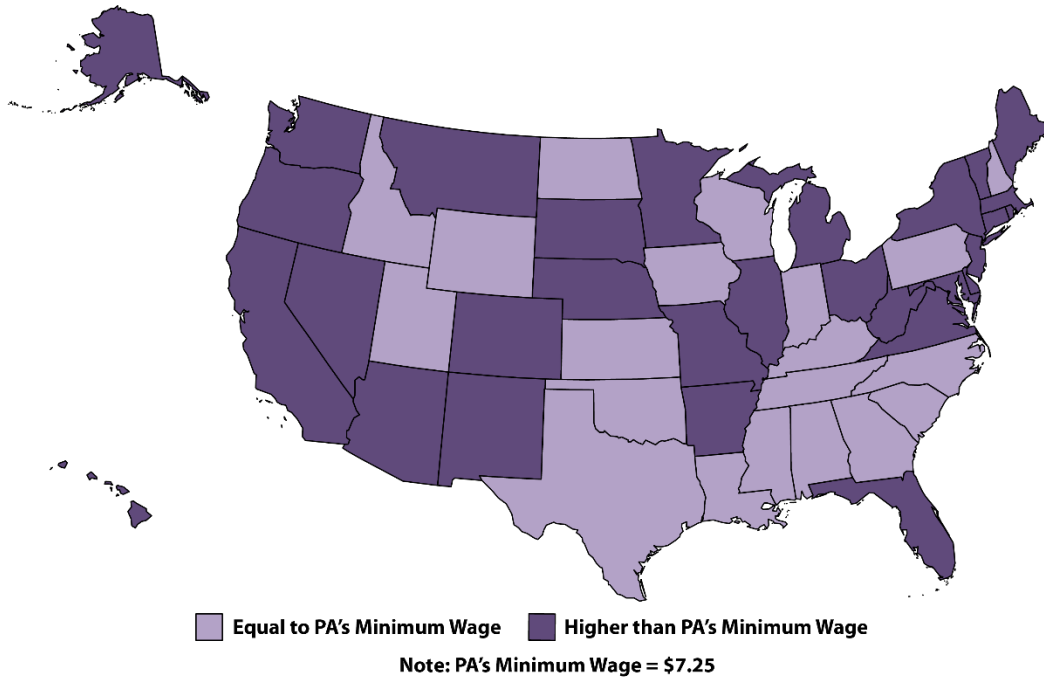 Equal to PA's Minimum Wage
Higher than PA's Minimum Wage
Note: PA's Minimum Wage = $7.25